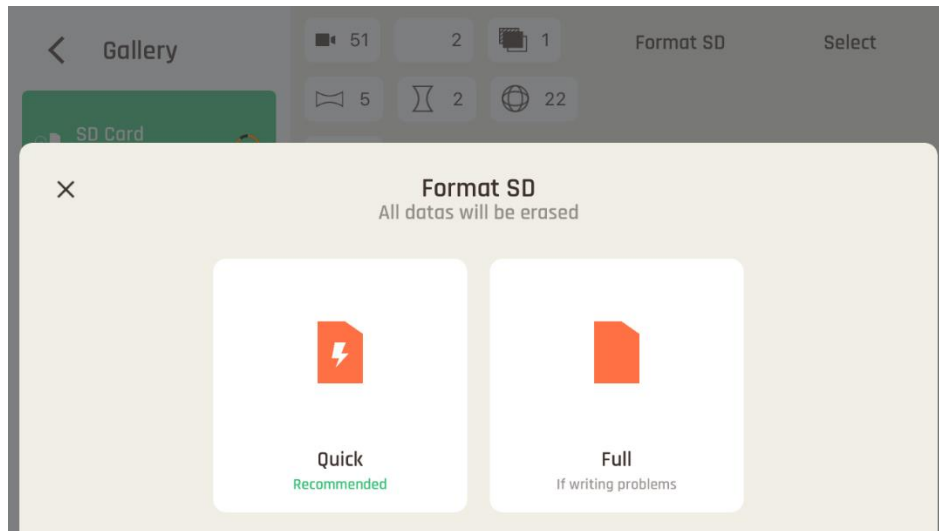 Gallery
51
2
1
Format SD
Select
5
2
22
SD Card
Format SD
All datas will be erased
Quick
Recommended
Full
If writing problems